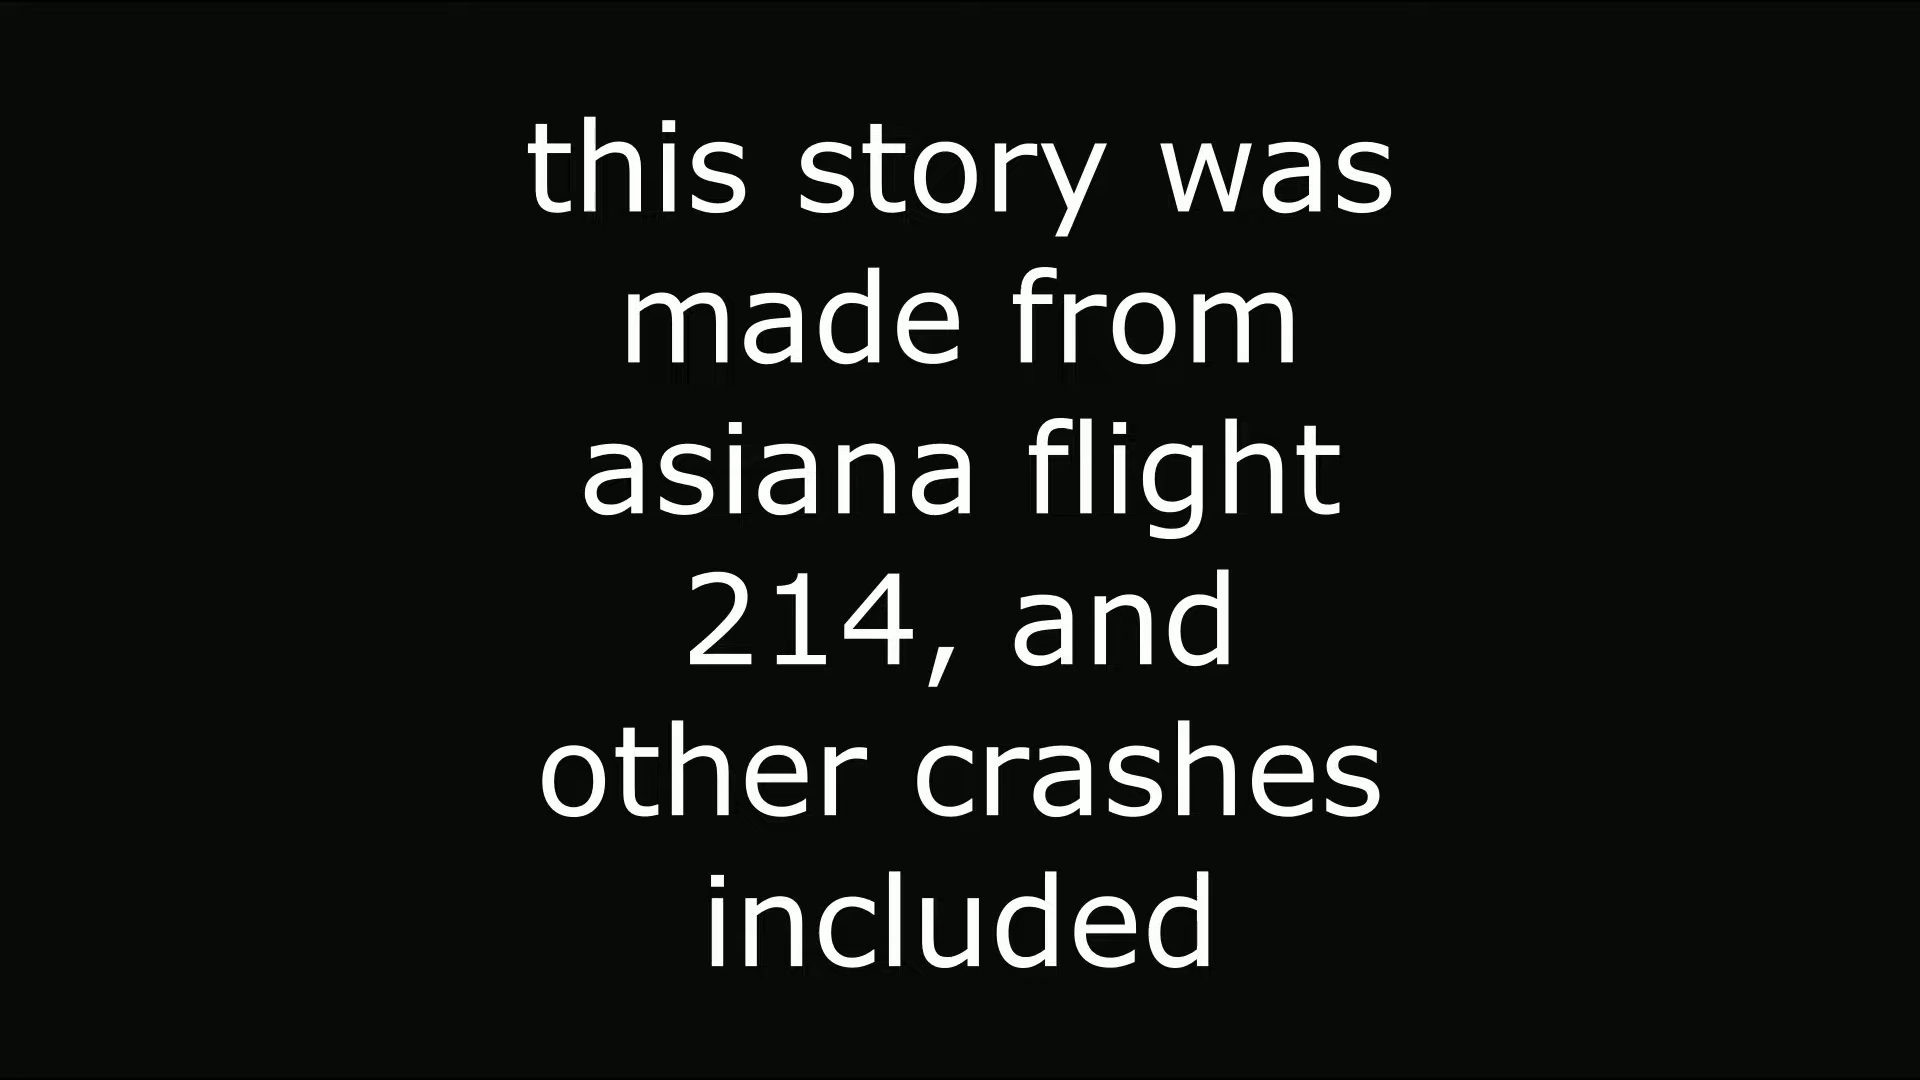 this story was
made from
asiana flight
214, and
other crashes
included